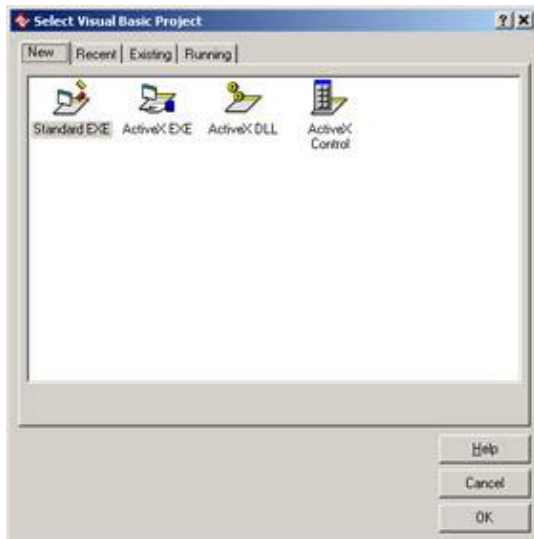 Select Visual Basic Project
New Recent Existing Running
Standard EXE ActiveX EXE ActiveX DLL ActiveX
Control
Help
Cancel
OK